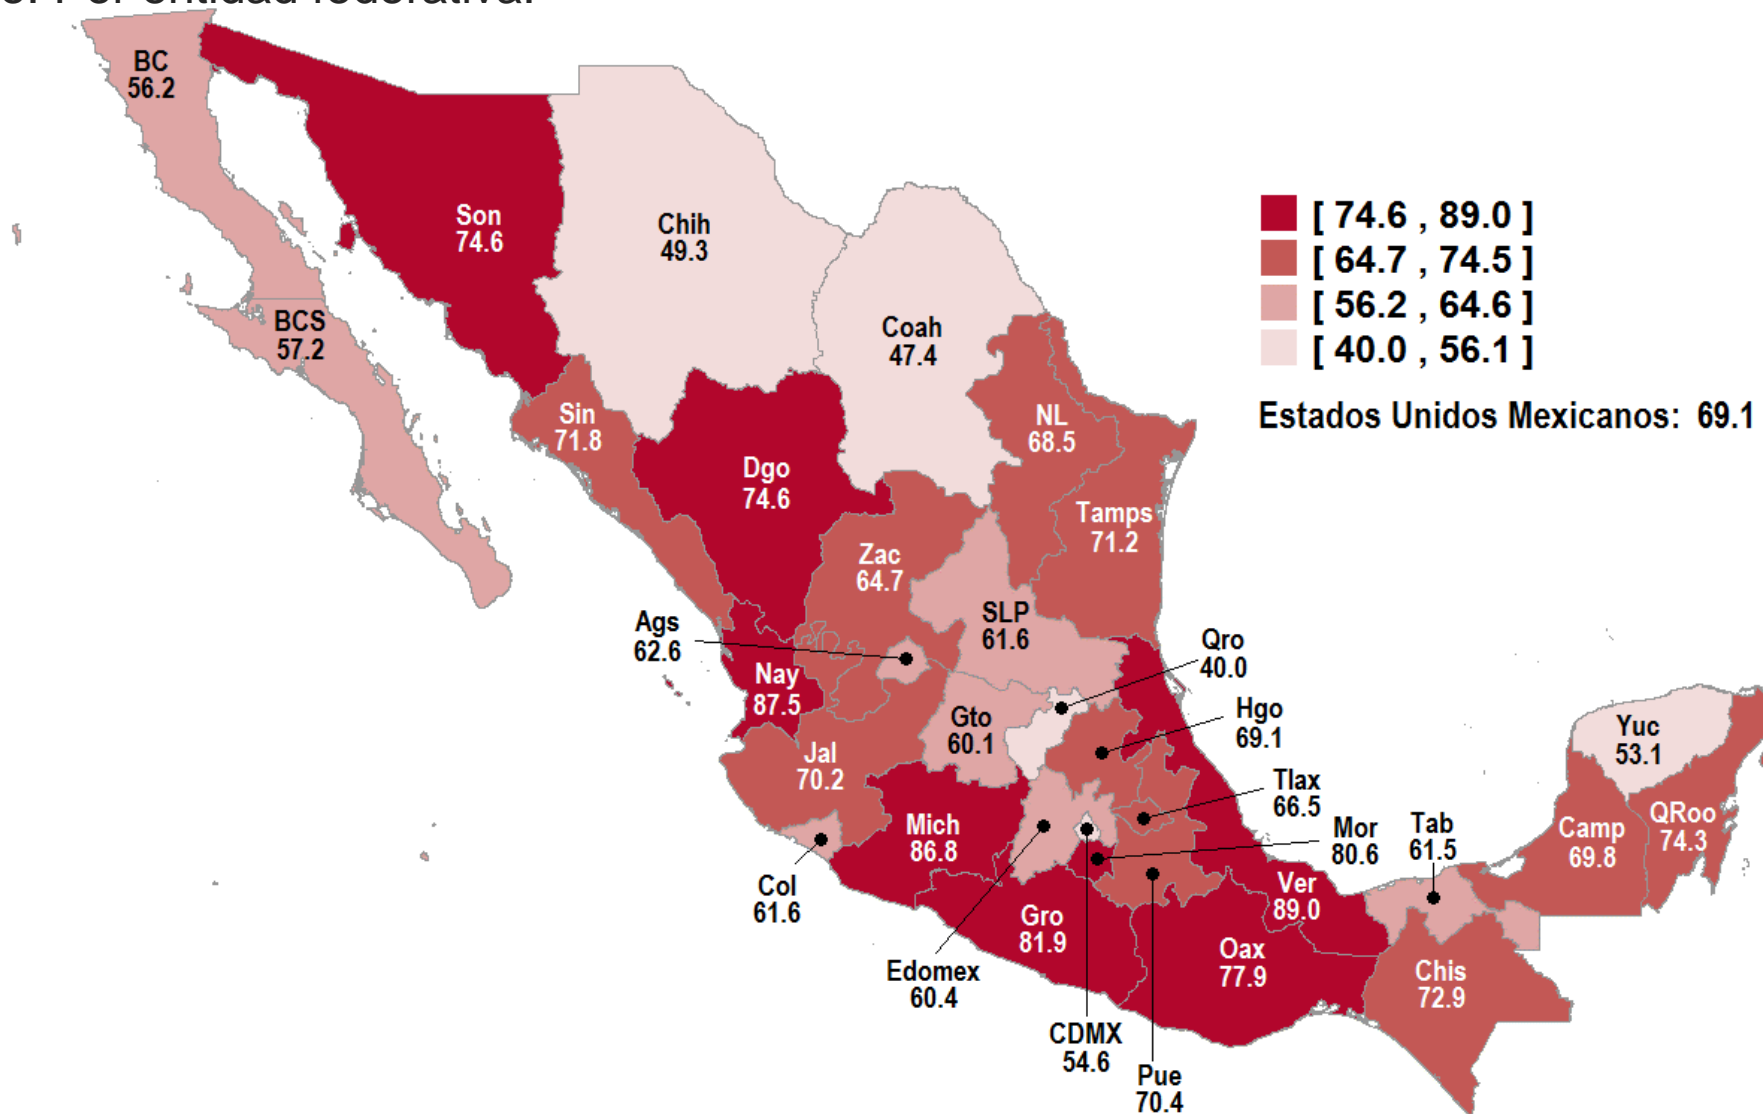 entidad federativa.
BC
56.2
Son
74.6
Chih
49.3
[ 74.6 , 89.0 ]
[ 64.7 , 74.5 ]
[ 56.2 , 64.6 ]
[ 40.0 , 56.1 ]
Estados Unidos Mexicanos: 69.1
BCS
57.2
Coah
47.4
Sin
71.8
NL
68.5
Dgo
74.6
Tamps
71.2
Zac
64.7
SLP
61.6
Ags
62.6
Qro
40.0
Nay
87.5
Gto
60.1
Hgo
69.1
Yuc
53.1
Jal
70.2
Tlax
66.5
Mich
86.8
Mor
80.6
Tab
61.5
Camp
69.8
QRoo
74.3
Col
61.6
Gro
81.9
Ver
89.0
Edomex
60.4
Oax
77.9
Chis
72.9
CDMX
54.6
Pue
70.4